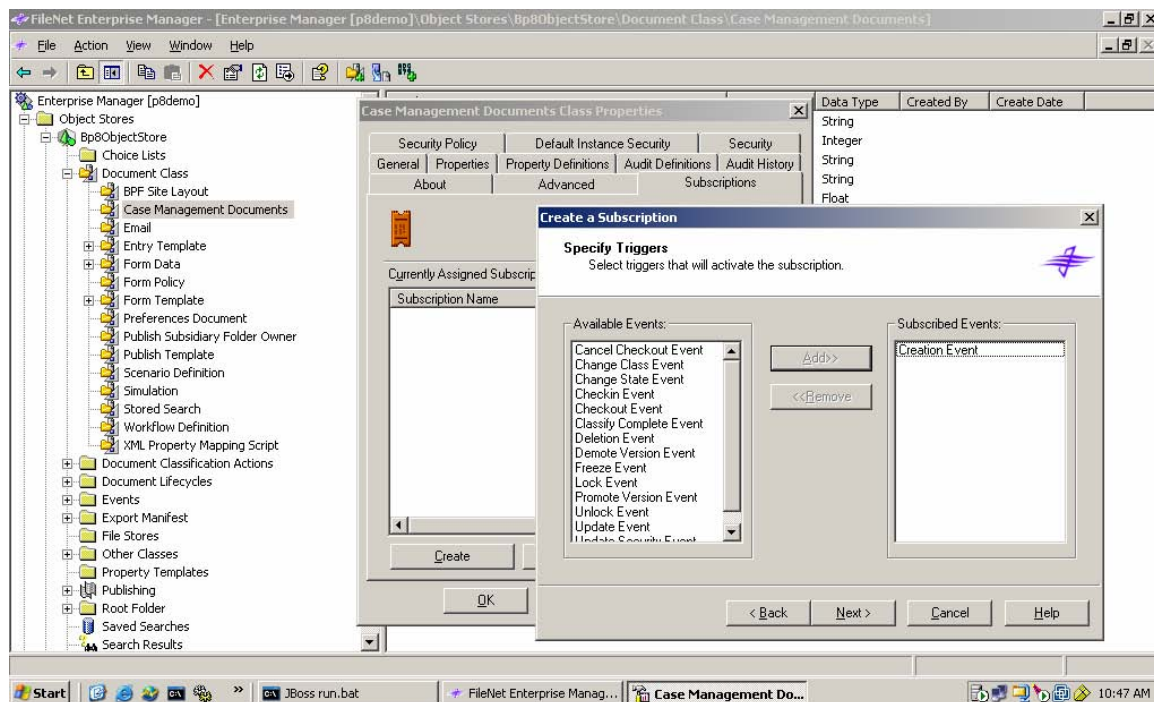 FileNet Enterprise Manager - [Enterprise Manager [p8demo]\Object Stores\Bp8ObjectStore\Document Class\Case Management Documents]
File Action View Window Help
Enterprise Manager [p8demo]
Object Stores
Bp8ObjectStore
Choice Lists
Document Class
BPF Site Layout
Case Management Documents
Email
Entry Template
Form Data
Form Policy
Form Template
Preferences Document
Publish Subsidiary Folder Owner
Publish Template
Scenario Definition
Simulation
Stored Search
Workflow Definition
XML Property Mapping Script
Document Classification Actions
Document Lifecycles
Events
Export Manifest
File Stores
Other Classes
Property Templates
Publishing
Root Folder
Saved Searches
Search Results
Data Type Created By Create Date
String
Integer
String
String
Float
Case Management Documents Class Properties
Security Policy Default Instance Security Security
General Properties Property Definitions Audit Definitions Audit History
About Advanced Subscriptions
Currently Assigned Subscrip
Subscription Name
Create
OK
Create a Subscription
Specify Triggers
Select triggers that will activate the subscription.
Available Events:
Cancel Checkout Event
Change Class Event
Change State Event
Checkin Event
Checkout Event
Classify Complete Event
Deletion Event
Demote Version Event
Freeze Event
Lock Event
Promote Version Event
Unlock Event
Update Event
Update Security Event
Add>>
<<Remove
Subscribed Events:
Creation Event
< Back Next > Cancel Help
Start JBoss run.bat FileNet Enterprise Manag... Case Management Do... 10:47 AM